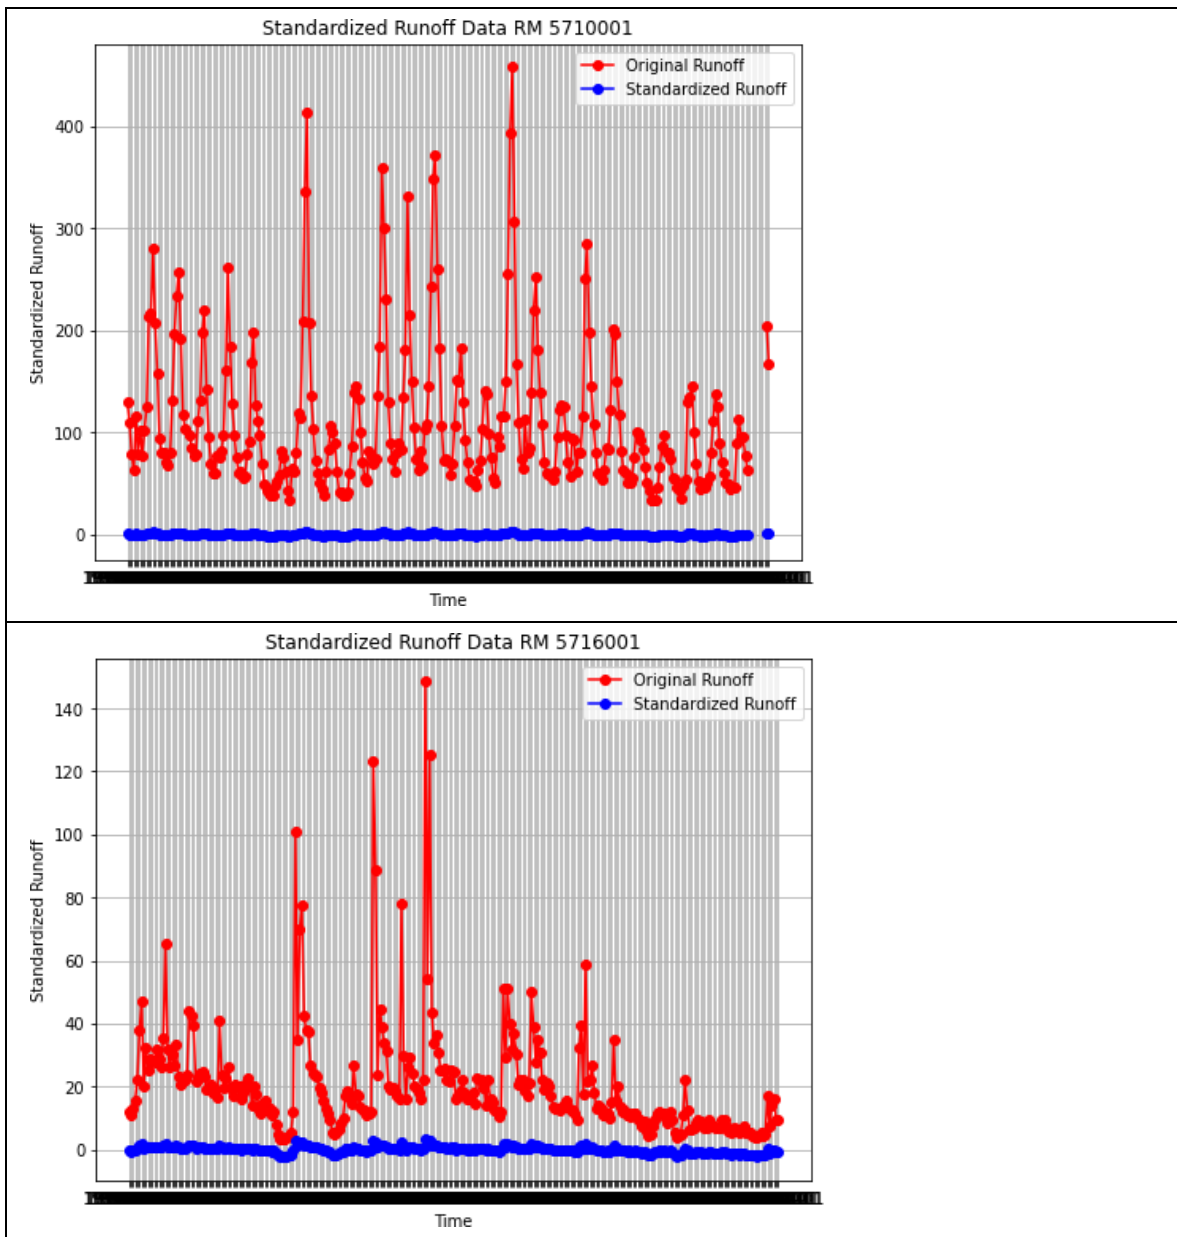 Standardized Runoff Data RM 5710001
Original Runoff
Standardized Runoff
400
300
200
100
0
Standardized Runoff
Time
Standardized Runoff Data RM 5716001
Original Runoff
Standardized Runoff
140
120
100
80
60
40
20
0
Standardized Runoff
Time